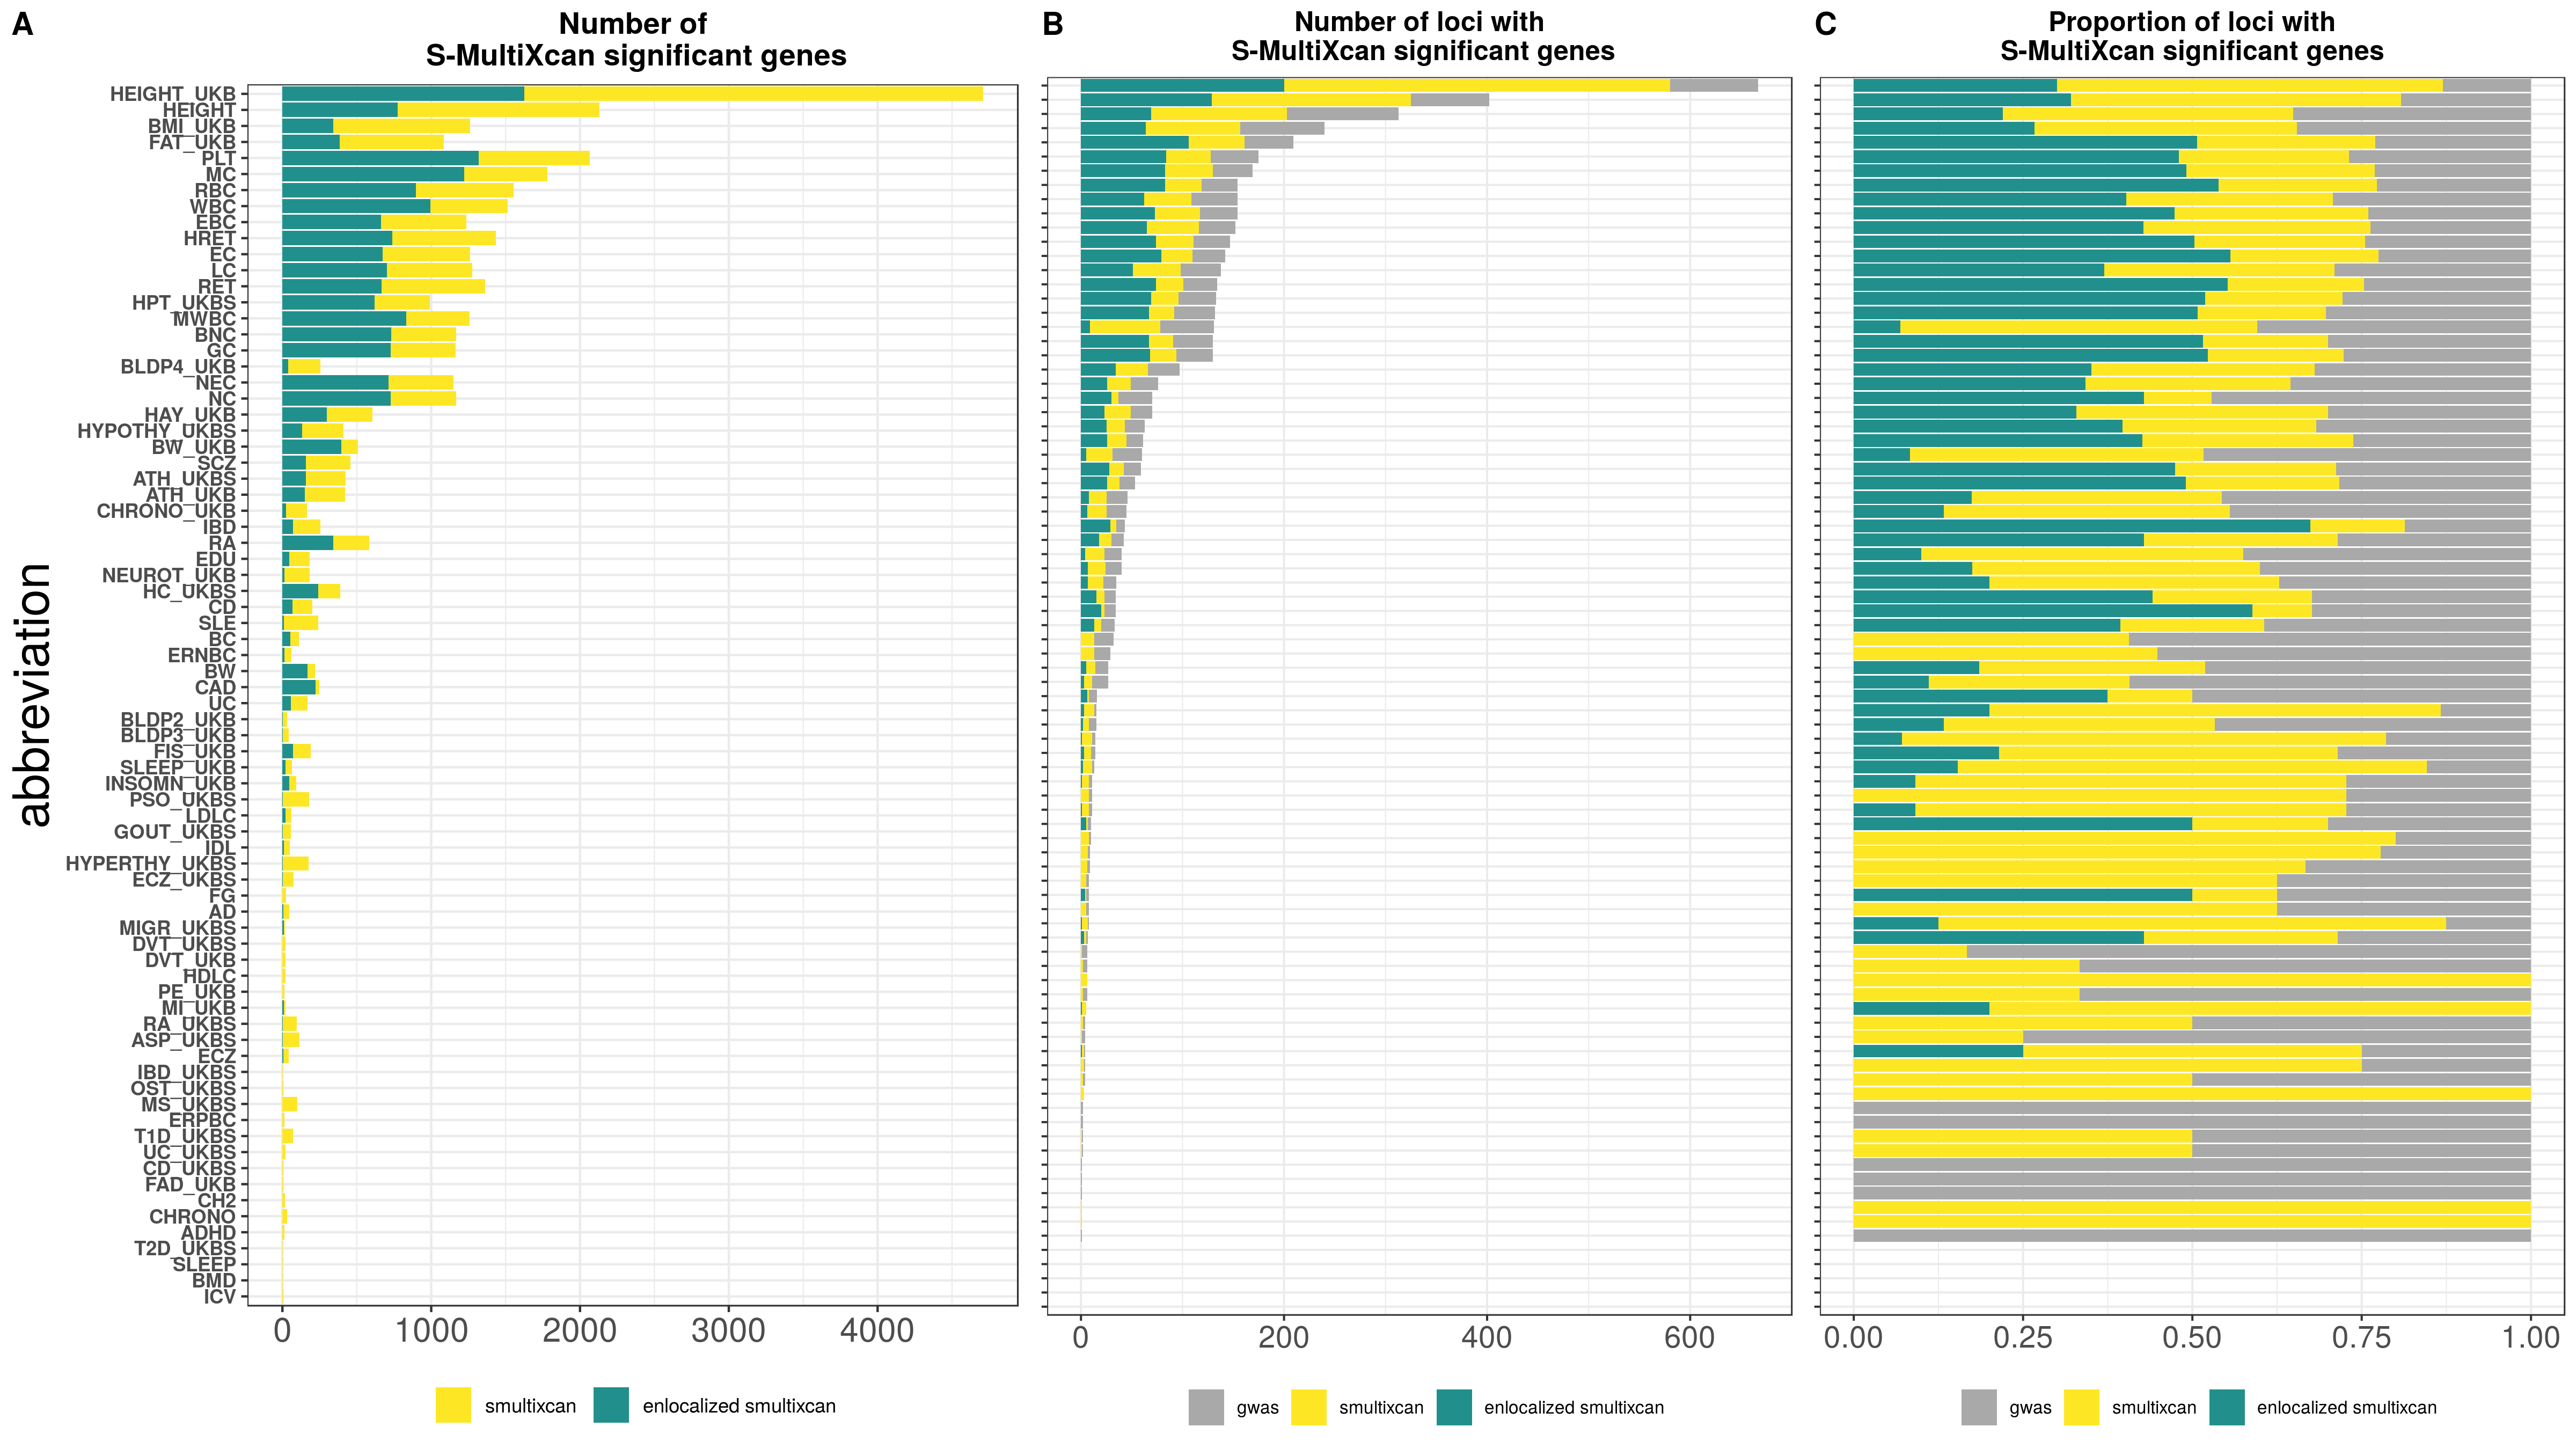 A
Number of
S-MultiXcan significant genes
B
Number of loci with
S-MultiXcan significant genes
C
Proportion of loci with
S-MultiXcan significant genes
abbreviation
HEIGHT_UKB
HEIGHT
BMI_UKB
FAT_UKB
PLT
MC
RBC
WBC
EBC
HRET
EC
LC
RET
HPT_UKBS
MWBC
BNC
GC
BLDP4_UKB
NEC
NC
HAY_UKB
HYPOTHY_UKBS
BW_UKB
SCZ
ATH_UKBS
ATH_UKB
CHRONO_UKB
IBD
RA
EDU
NEUROT_UKB
HC_UKBS
CD
SLE
BC
ERNBC
BW
CAD
UC
BLDP2_UKB
BLDP3_UKB
FIS_UKB
SLEEP_UKB
INSOMN_UKB
PSO_UKBS
LDLC
GOUT_UKBS
IDL
HYPERTHY_UKBS
ECZ_UKBS
FG
AD
MIGR_UKBS
DVT_UKBS
DVT_UKB
HDLC
PE_UKB
MI_UKB
RA_UKBS
ASP_UKBS
ECZ
IBD_UKBS
OST_UKBS
MS_UKBS
ERPBC
T1D_UKBS
UC_UKBS
CD_UKBS
FAD_UKB
CH2
CHRONO
ADHD
T2D_UKBS
SLEEP
BMD
ICV
0 1000 2000 3000 4000
0 200 400 600
0.00 0.25 0.50 0.75 1.00
smultixcan enlocalized smultixcan
gwas smultixcan enlocalized smultixcan
gwas smultixcan enlocalized smultixcan